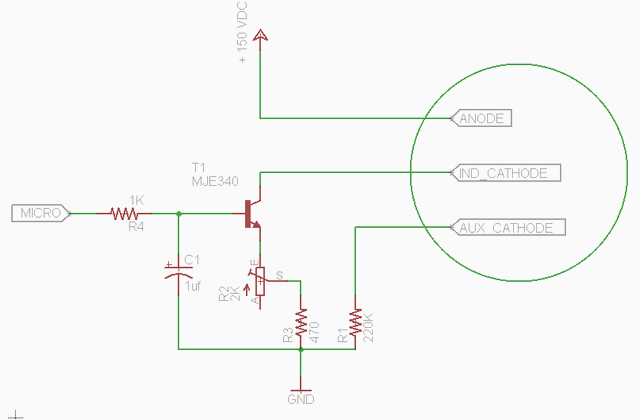 + 150 VDC
ANODE
T1
MJE340
IND_CATHODE
1K
MICRO
R4
AUX_CATHODE
C1
1uf
E
S
R2
2K
A
R3
470
R1
220K
GND